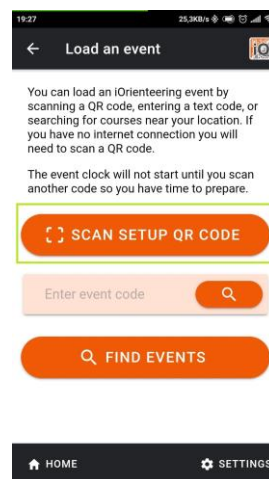 19:27 25,3KB/s
Load an event
iO
You can load an iOrienteering event by
scanning a QR code, entering a text code, or
searching for courses near your location. If
you have no internet connection you will
need to scan a QR code.
The event clock will not start until you scan
another code so you have time to prepare.
SCAN SETUP QR CODE
Enter event code
FIND EVENTS
HOME SETTINGS